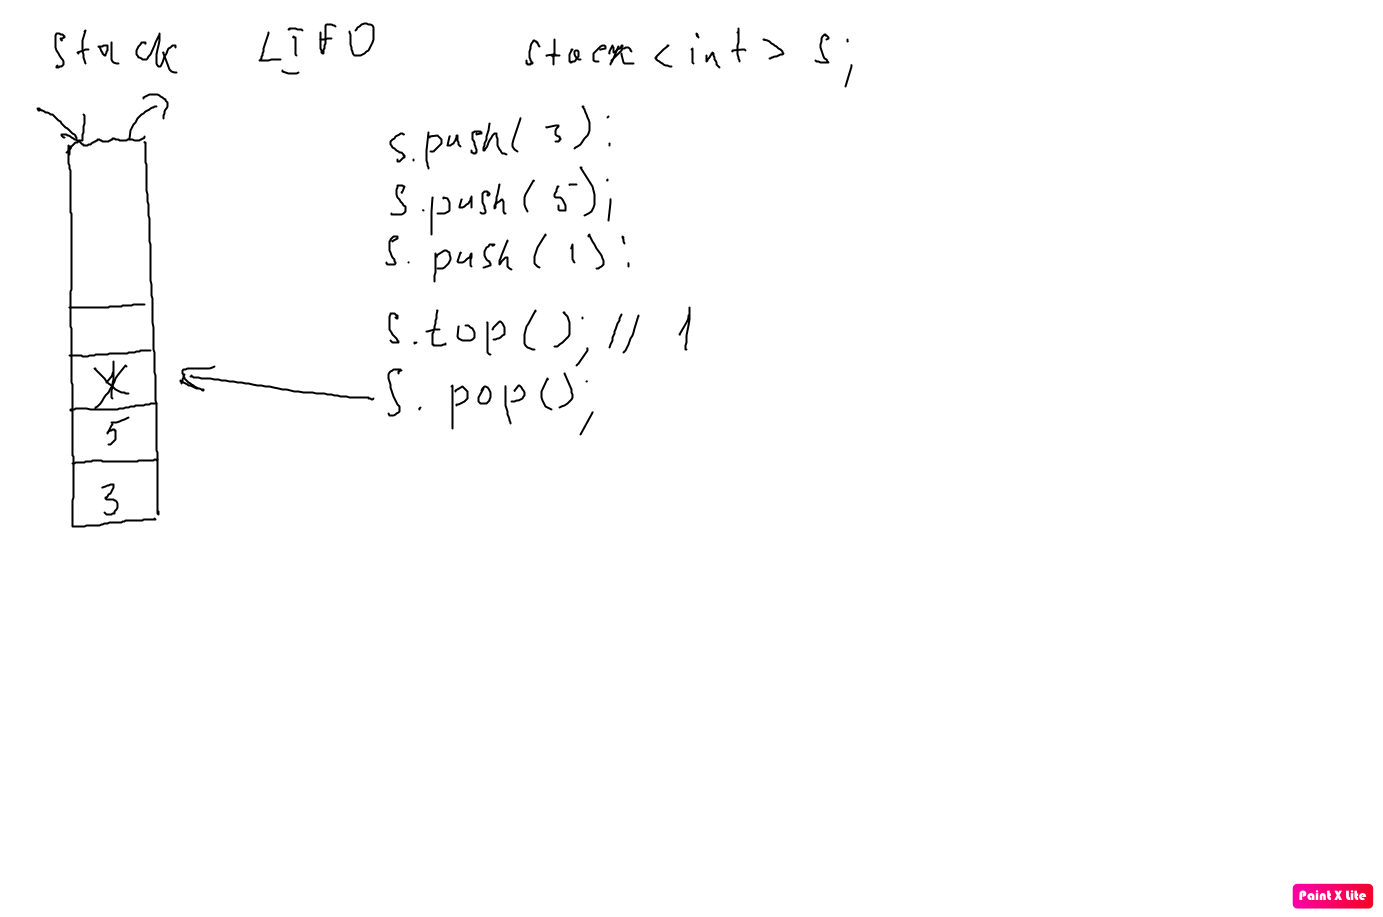 stack LIFO stack <int> s;
s.push( 3 );
s.push( 5 );
s. push ( 1 );
s.top(); // 1
s. pop();
1
5
3
Paint X Lite